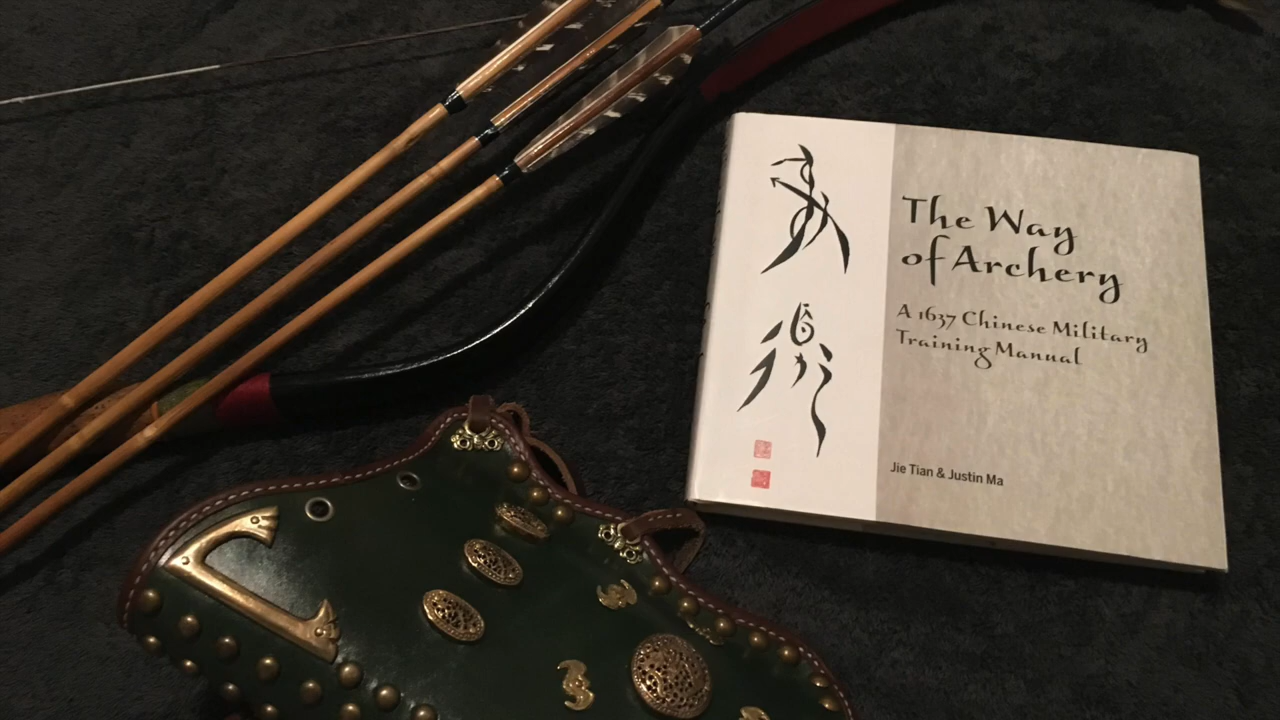 The Way
of Archery
A 1637 Chinese Military
Training Manual
Jie Tian & Justin Ma